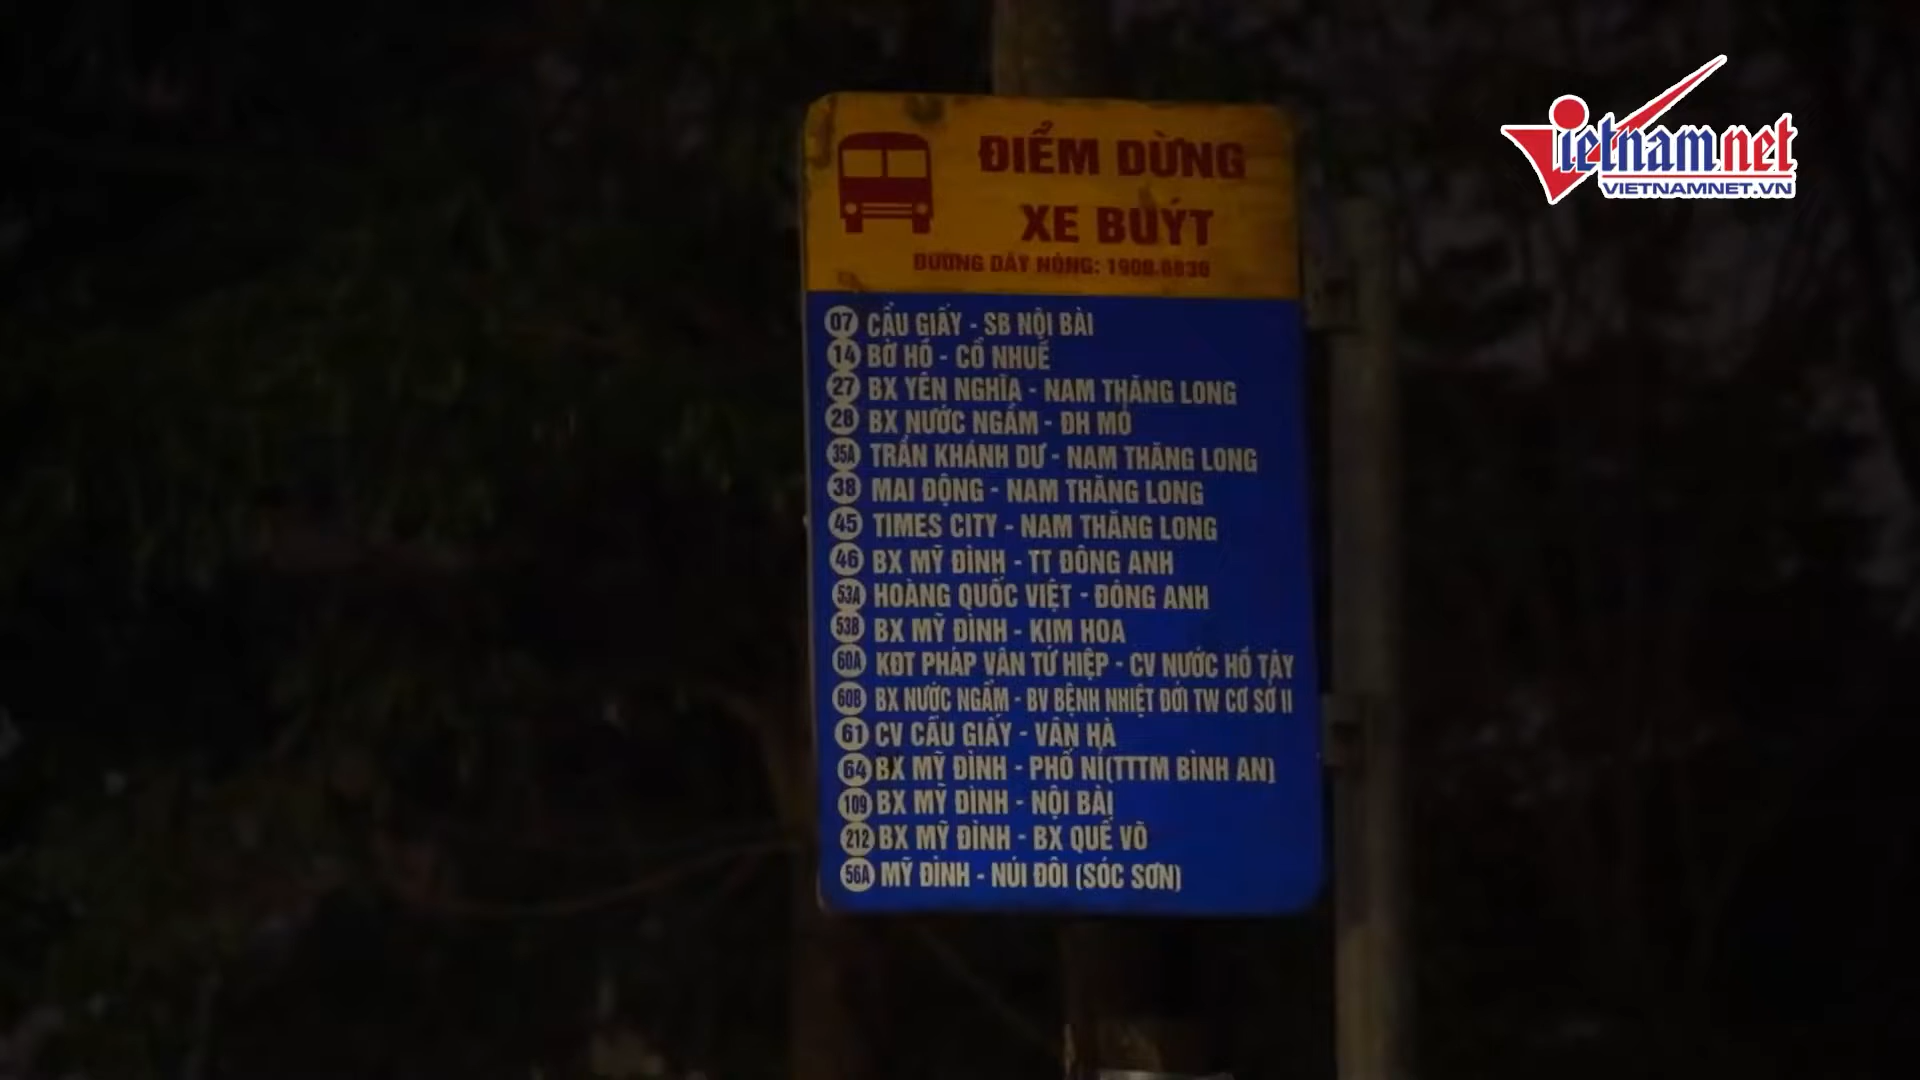 ĐIỂM DỪNG
XE BUÝT
ĐƯỜNG DÂY NÓNG: 1900.6836
07 CẦU GIẤY - SB NỘI BÀI
14 BỜ HỒ - CỔ NHUẾ
27 BX YÊN NGHĨA - NAM THĂNG LONG
28 BX NƯỚC NGẦM - ĐH MỎ
35A TRẦN KHÁNH DƯ - NAM THĂNG LONG
38 MAI ĐỘNG - NAM THĂNG LONG
45 TIMES CITY - NAM THĂNG LONG
46 BX MỸ ĐÌNH - TT ĐÔNG ANH
53A HOÀNG QUỐC VIỆT - ĐÔNG ANH
53B BX MỸ ĐÌNH - KIM HOA
60A KĐT PHÁP VÂN TỨ HIỆP - CV NƯỚC HỒ TÂY
60B BX NƯỚC NGẦM - BV BỆNH NHIỆT ĐỚI TW CƠ SỞ II
61 CV CẦU GIẤY - VÂN HÀ
64 BX MỸ ĐÌNH - PHỐ NỈ(TTTM BÌNH AN)
109 BX MỸ ĐÌNH - NỘI BÀI
212 BX MỸ ĐÌNH - BX QUẾ VÕ
56A MỸ ĐÌNH - NÚI ĐÔI (SÓC SƠN)
Vietnamnet
VIETNAMNET.VN